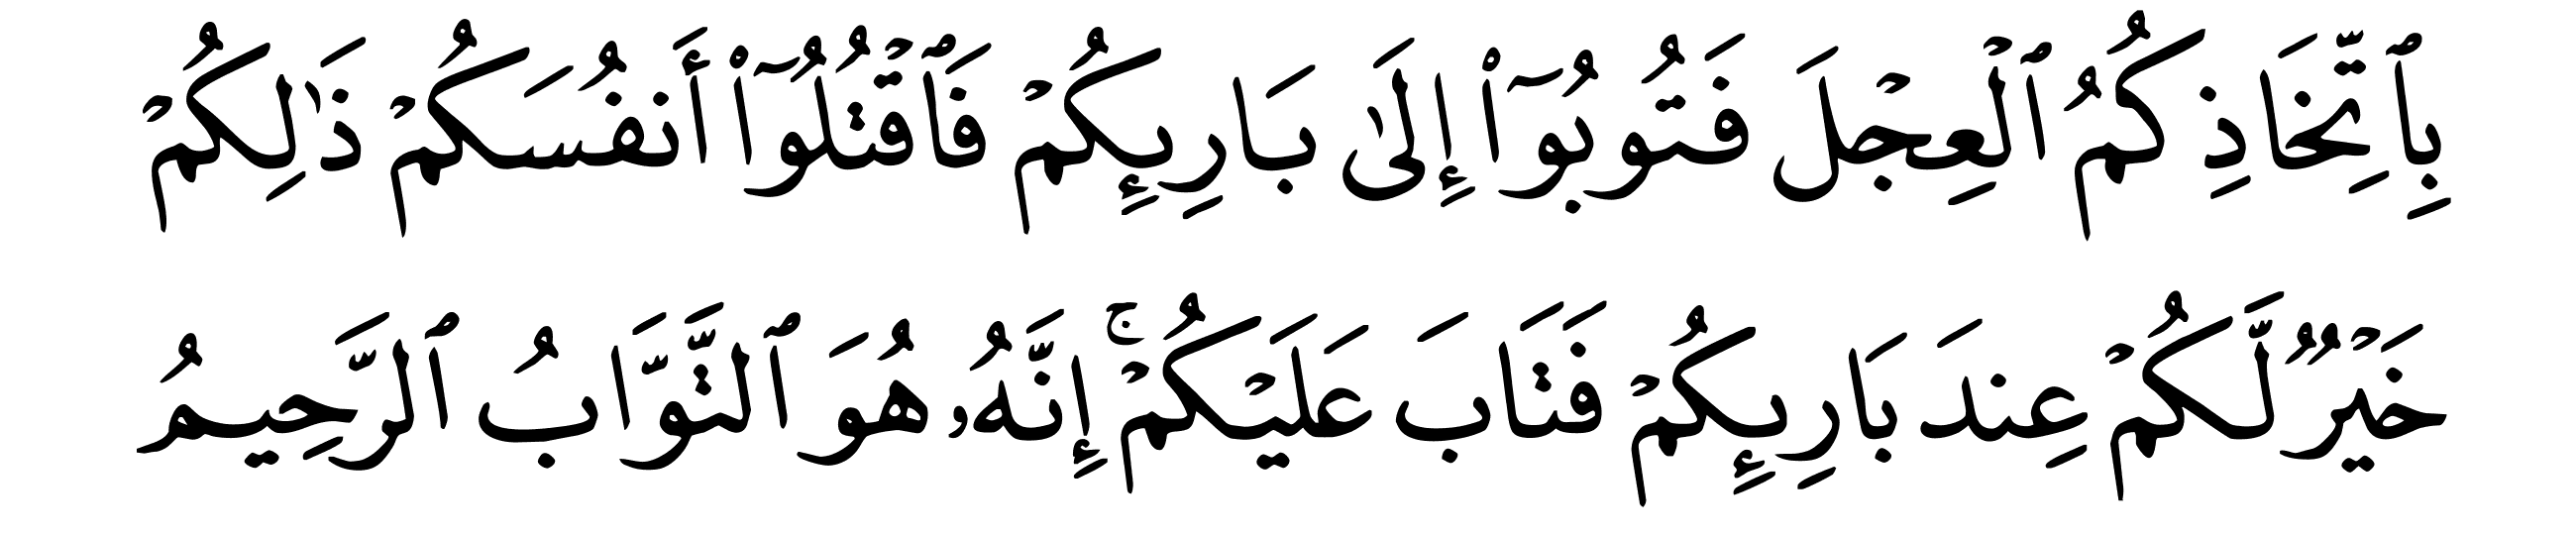 بِٱتِّخَاذِكُمُ ٱلْعِجْلَ فَتُوبُوٓا۟ إِلَىٰ بَارِئِكُمْ فَٱقْتُلُوٓا۟ أَنفُسَكُمْ ذَٰلِكُمْ
خَيْرٌ لَّكُمْ عِندَ بَارِئِكُمْ فَتَابَ عَلَيْكُمْ ۚ إِنَّهُۥ هُوَ ٱلتَّوَّابُ ٱلرَّحِيمُ